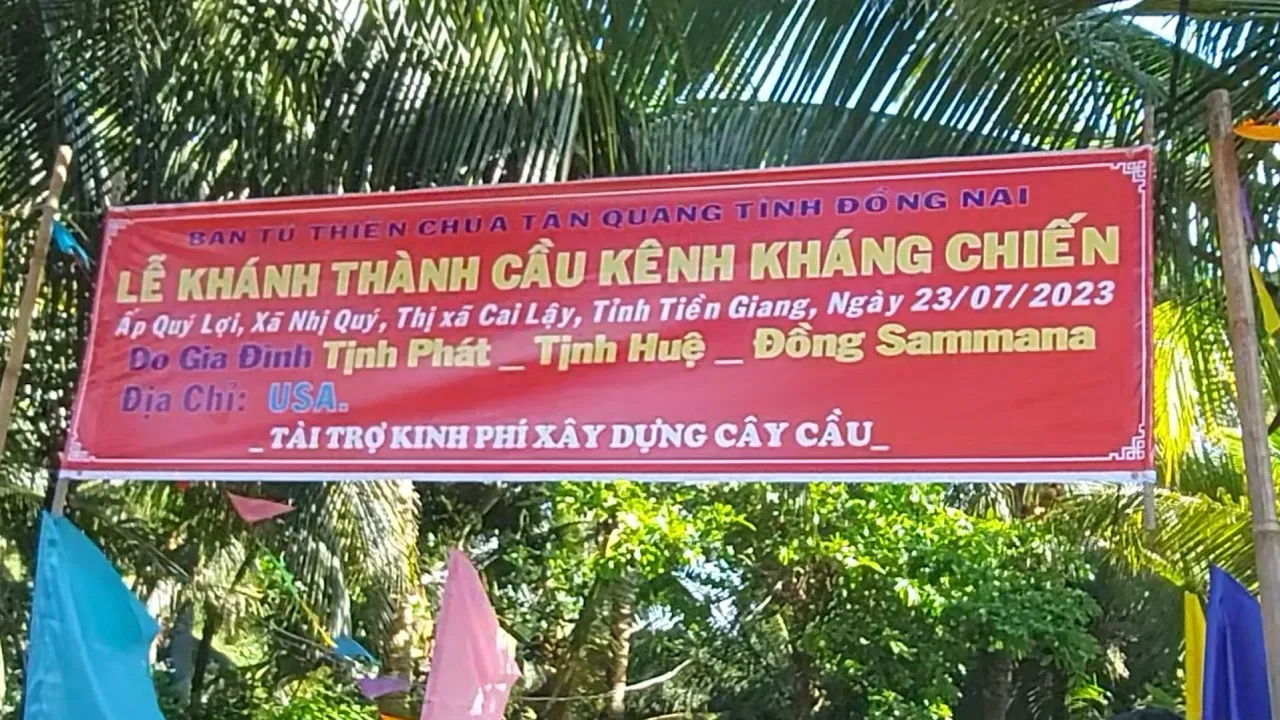 BAN TỪ THIỆN CHÙA TÂN QUANG TỈNH ĐỒNG NAI
LỄ KHÁNH THÀNH CẦU KÊNH KHÁNG CHIẾN
Ấp Quý Lợi, Xã Nhị Quý, Thị xã Cai Lậy, Tỉnh Tiền Giang, Ngày 23/07/2023
Do Gia Đình Tịnh Phát _ Tịnh Huệ _ Đồng Sammana
Địa Chỉ: USA.
_ TÀI TRỢ KINH PHÍ XÂY DỰNG CÂY CẦU_